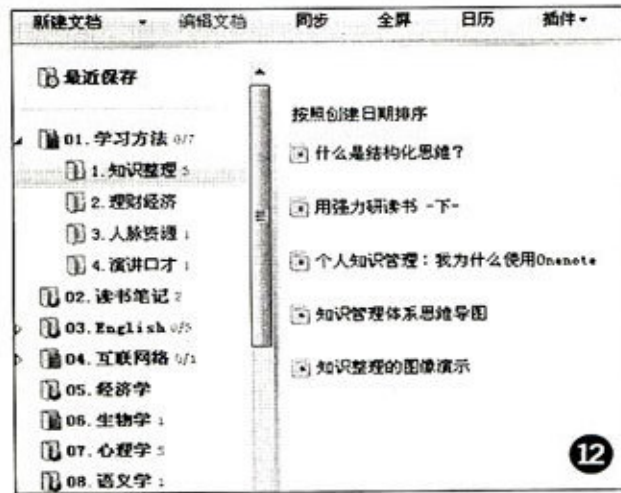 新建文档 编辑文档 同步 全屏 日历 插件
最近保存
01.学习方法 0/7
1.知识整理 5
2.理财经济
3.人脉资源 1
4.演讲口才 1
02.读书笔记 2
03.English 0/5
04.互联网络 0/1
05.经济学
06.生物学 1
07.心理学 5
08.语义学 1
按照创建日期排序
什么是结构化思维？
用强力研读书 -下-
个人知识管理：我为什么使用Onenote
知识管理体系思维导图
知识整理的图像演示
12